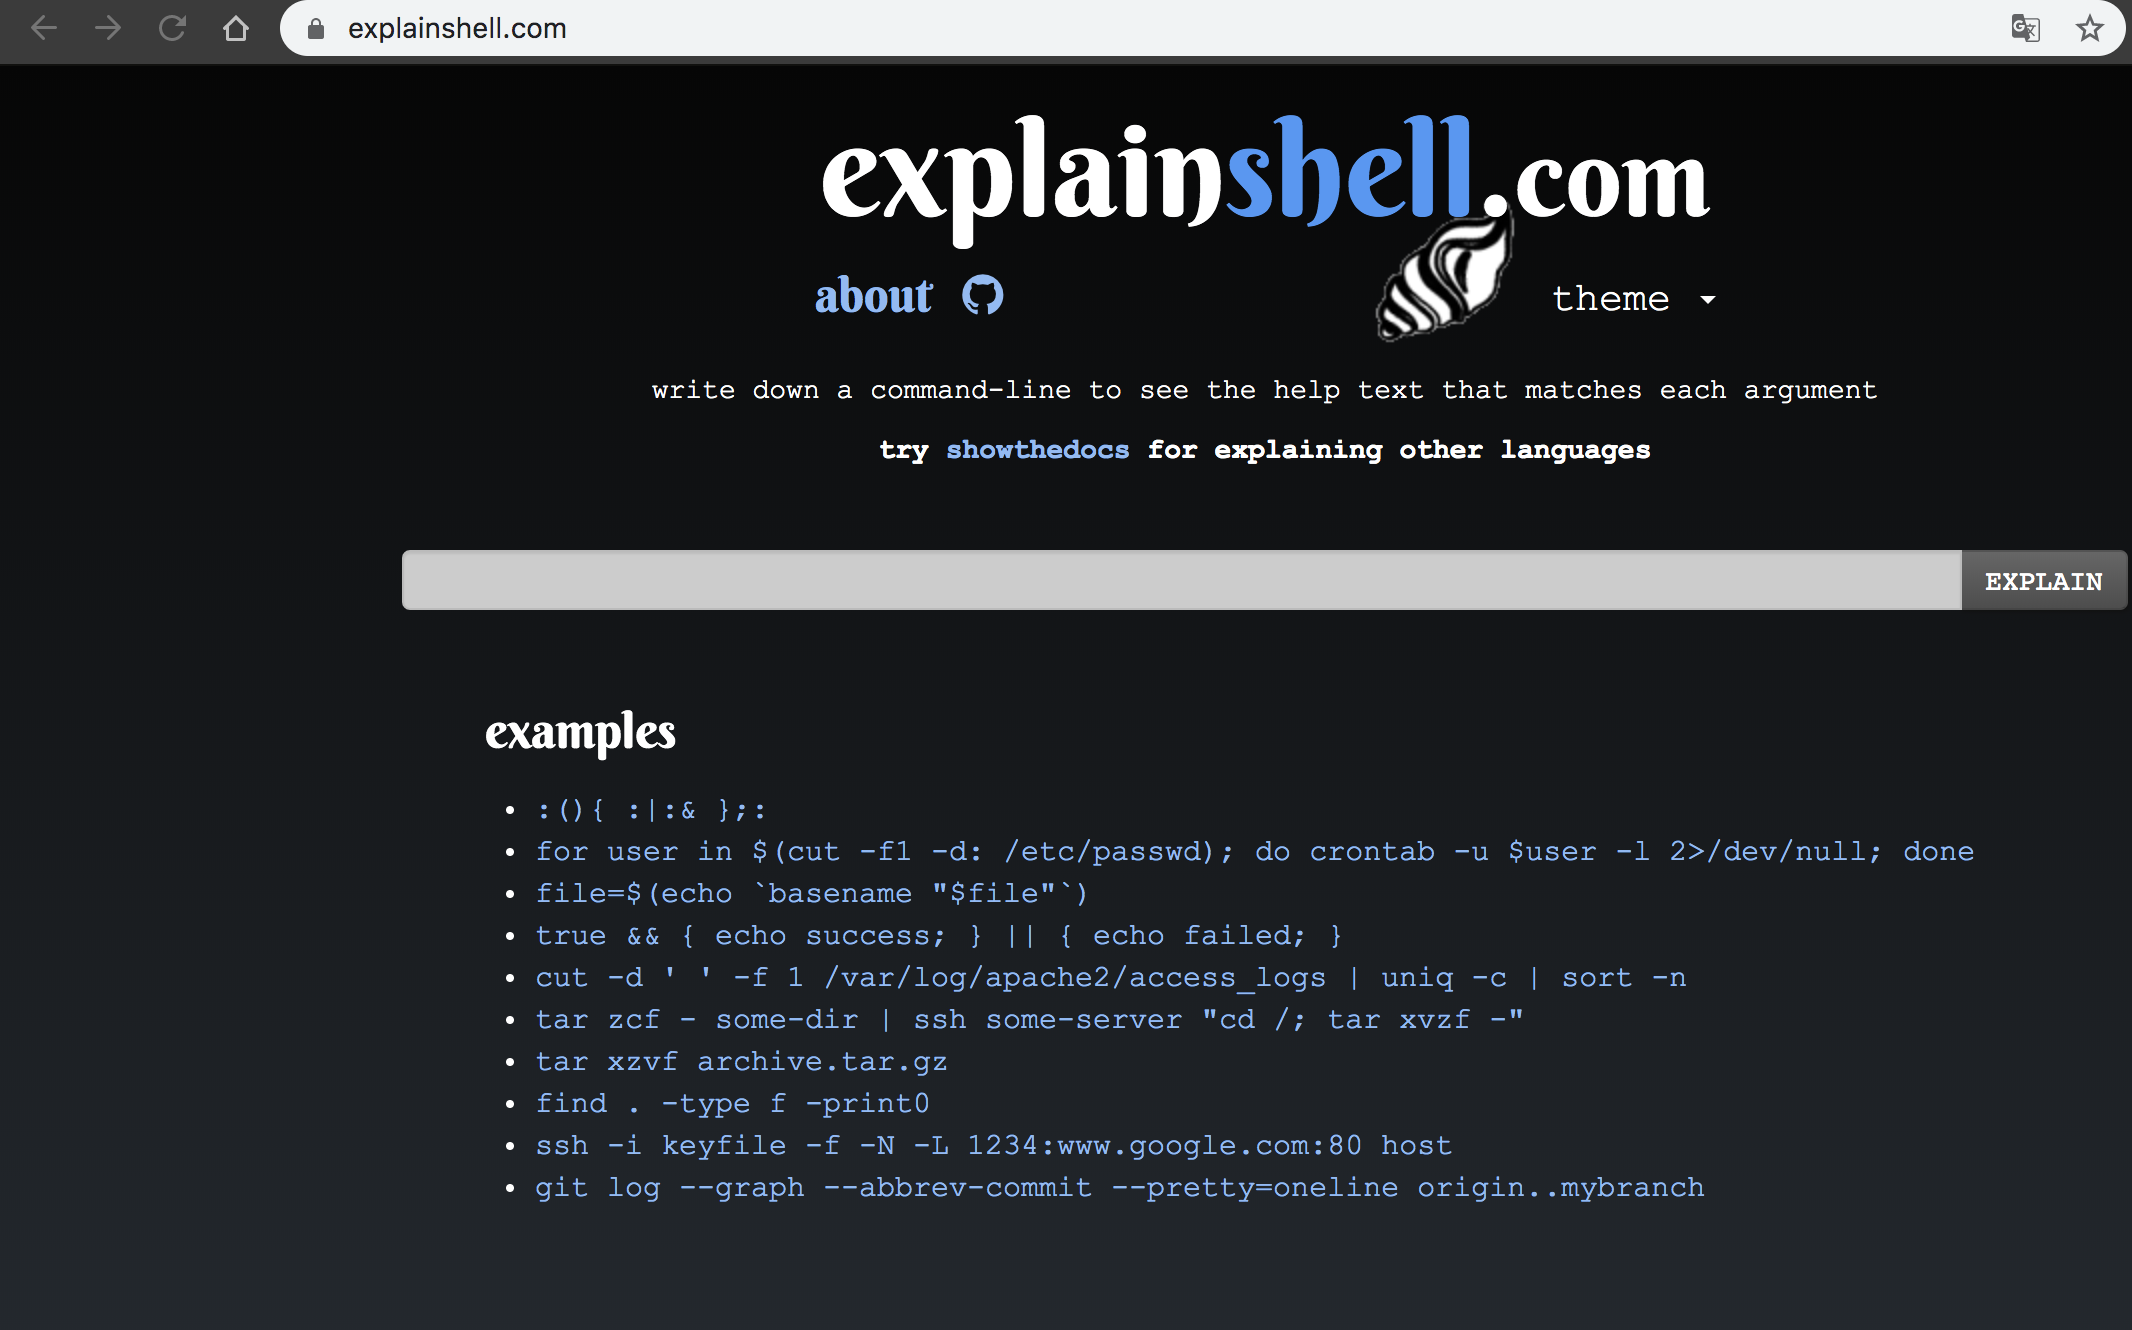 explainshell.com
explainshell.com
about
theme
write down a command-line to see the help text that matches each argument
try showthedocs for explaining other languages
EXPLAIN
examples
:(){ :|:& };:
for user in $(cut -f1 -d: /etc/passwd); do crontab -u $user -l 2>/dev/null; done
file=$(echo `basename "$file"`)
true && { echo success; } || { echo failed; }
cut -d ' ' -f 1 /var/log/apache2/access_logs | uniq -c | sort -n
tar zcf - some-dir | ssh some-server "cd /; tar xvzf -"
tar xzvf archive.tar.gz
find . -type f -print0
ssh -i keyfile -f -N -L 1234:www.google.com:80 host
git log --graph --abbrev-commit --pretty=oneline origin..mybranch